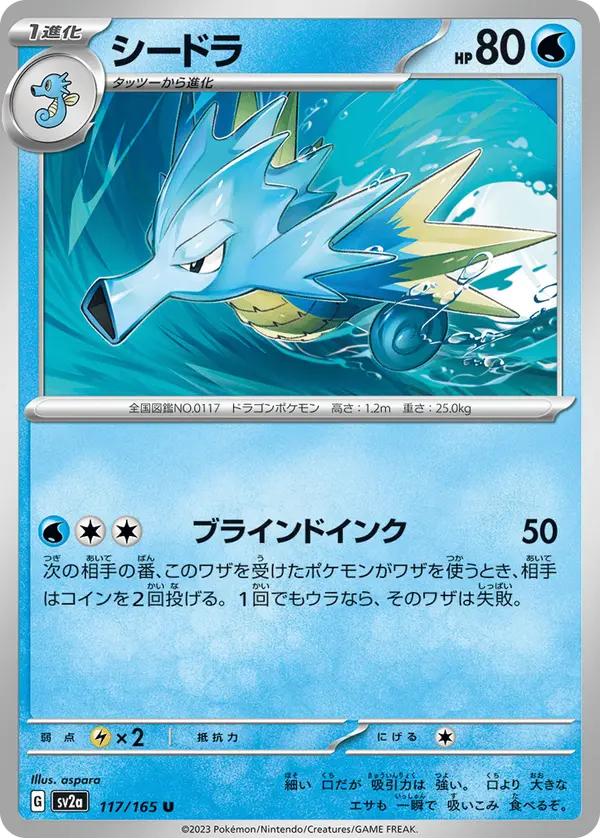 1進化
シードラ
HP 80
タッツーから進化
全国図鑑NO.0117 ドラゴンポケモン 高さ:1.2m 重さ:25.0kg
ブラインドインク 50
次の相手の番、このワザを受けたポケモンがワザを使うとき、相手
はコインを2回投げる。1回でもウラなら、そのワザは失敗。
弱点 ×2 抵抗力 にげる
Illus. aspara
G sv2a 117/165 U
細い 口だが 吸引力は 強い。 口より 大きな
エサも 一瞬で 吸いこみ 食べるぞ。
©2023 Pokémon/Nintendo/Creatures/GAME FREAK.